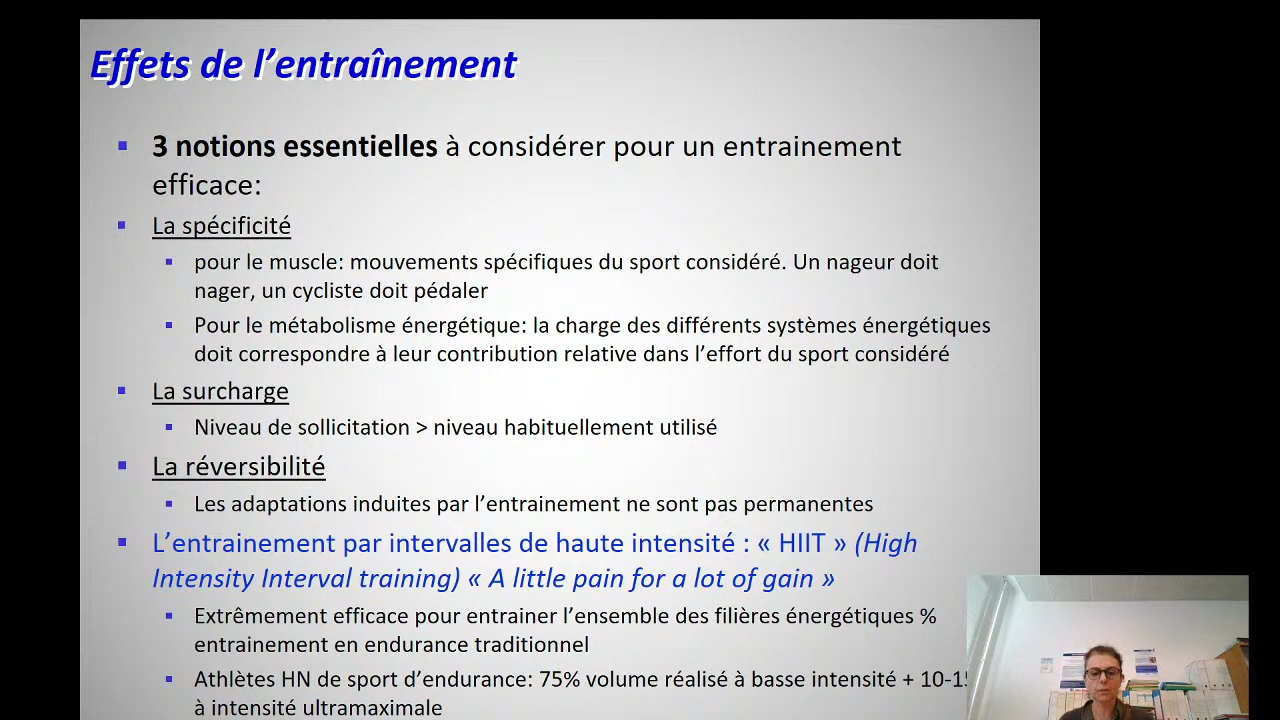 Effets de l’entraînement
▪ 3 notions essentielles à considérer pour un entrainement
efficace:
▪ La spécificité
▪ pour le muscle: mouvements spécifiques du sport considéré. Un nageur doit
nager, un cycliste doit pédaler
▪ Pour le métabolisme énergétique: la charge des différents systèmes énergétiques
doit correspondre à leur contribution relative dans l’effort du sport considéré
▪ La surcharge
▪ Niveau de sollicitation > niveau habituellement utilisé
▪ La réversibilité
▪ Les adaptations induites par l’entrainement ne sont pas permanentes
▪ L’entrainement par intervalles de haute intensité : « HIIT » (High
Intensity Interval training) « A little pain for a lot of gain »
▪ Extrêmement efficace pour entrainer l’ensemble des filières énergétiques %
entrainement en endurance traditionnel
▪ Athlètes HN de sport d’endurance: 75% volume réalisé à basse intensité +
à intensité ultramaximale